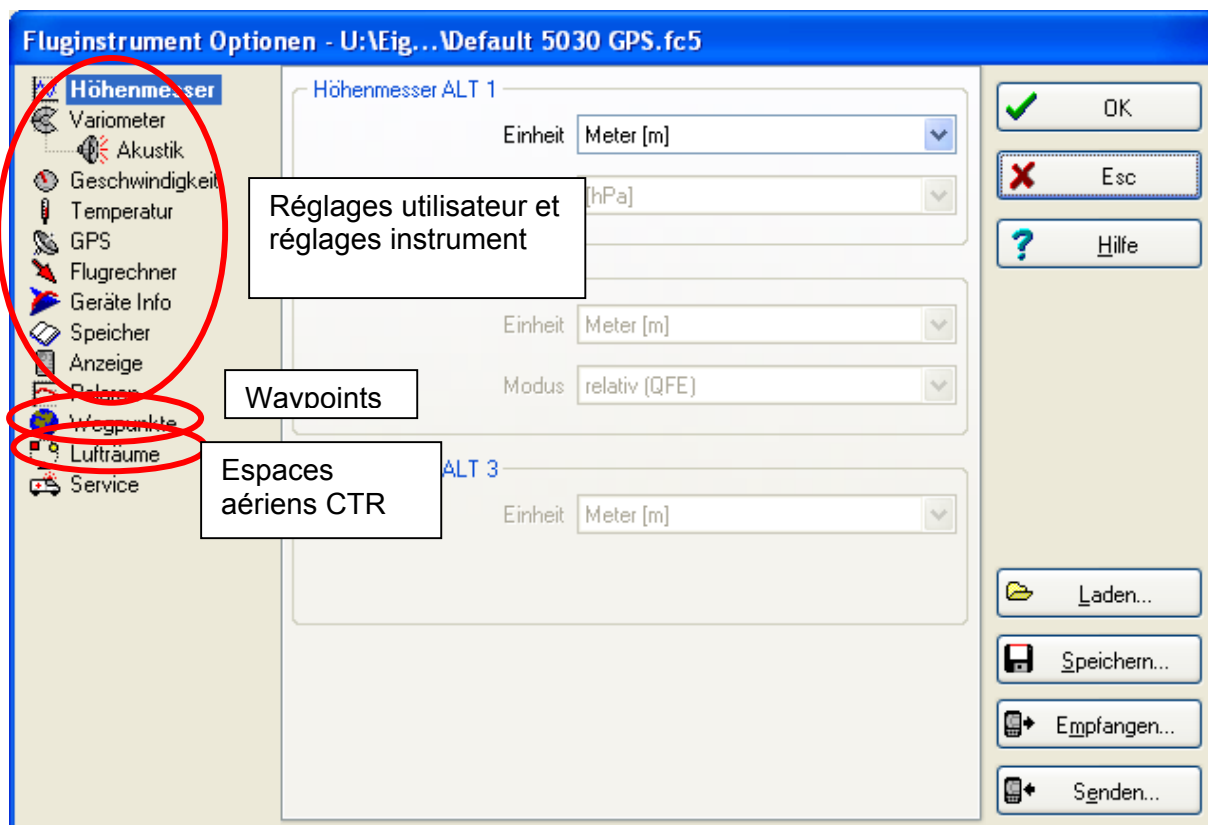 Fluginstrument Optionen - U:\Eig...\Default 5030 GPS.fc5
Höhenmesser
Variometer
Akustik
Geschwindigkeit
Temperatur
GPS
Flugrechner
Geräte Info
Speicher
Anzeige
Polaren
Wegpunkte
Lufträume
Service
Höhenmesser ALT 1
Einheit Meter [m]
[hPa]
Réglages utilisateur et
réglages instrument
Einheit Meter [m]
Modus relativ (QFE)
Waypoints
Espaces
aériens CTR
ALT 3
Einheit Meter [m]
OK
Esc
Hilfe
Laden...
Speichern...
Empfangen...
Senden...